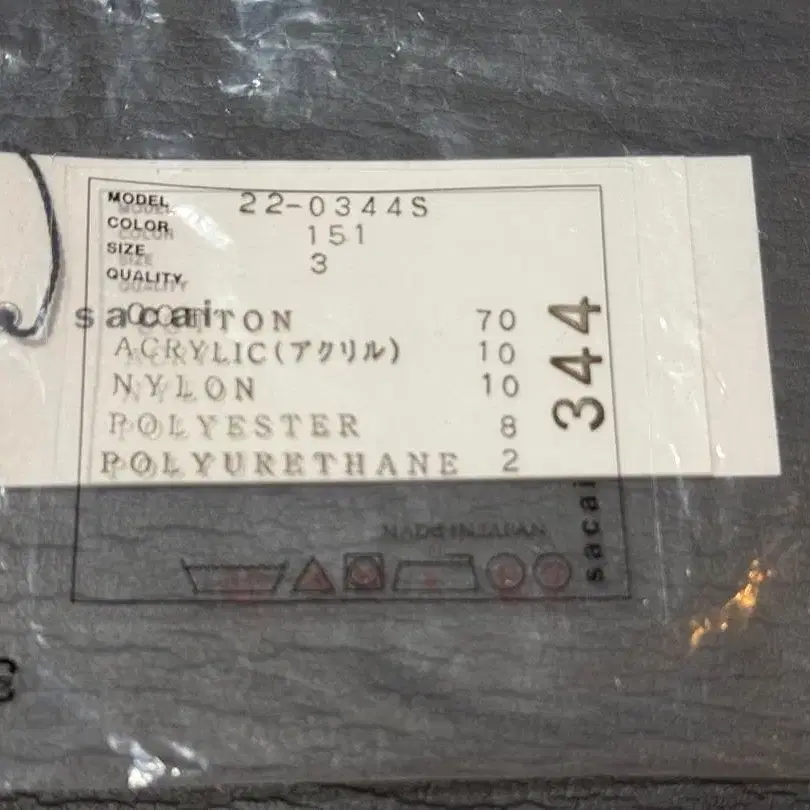 MODEL 22-0344S
COLOR 151
SIZE 3
QUALITY
sacai
COTTON 70
ACRYLIC(アクリル) 10
NYLON 10
POLYESTER 8
POLYURETHANE 2
344
sacai
MADE IN JAPAN